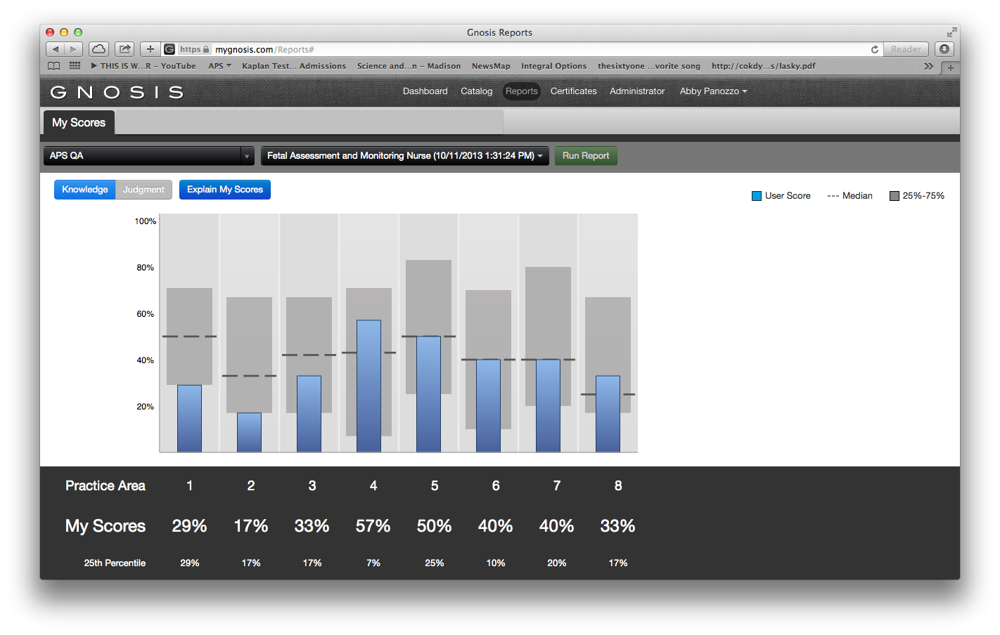 Gnosis Reports
https mygnosis.com/Reports# Reader
THIS IS W...R – YouTube APS Kaplan Test... Admissions Science and...n – Madison NewsMap Integral Options thesixtyone ...vorite song http://cokdy...s/lasky.pdf
GNOSIS Dashboard Catalog Reports Certificates Administrator Abby Panozzo
My Scores
APS QA Fetal Assessment and Monitoring Nurse (10/11/2013 1:31:24 PM) Run Report
Knowledge Judgment Explain My Scores
User Score --- Median 25%-75%
100%
80%
60%
40%
20%
Practice Area 1 2 3 4 5 6 7 8
My Scores 29% 17% 33% 57% 50% 40% 40% 33%
25th Percentile 29% 17% 17% 7% 25% 10% 20% 17%